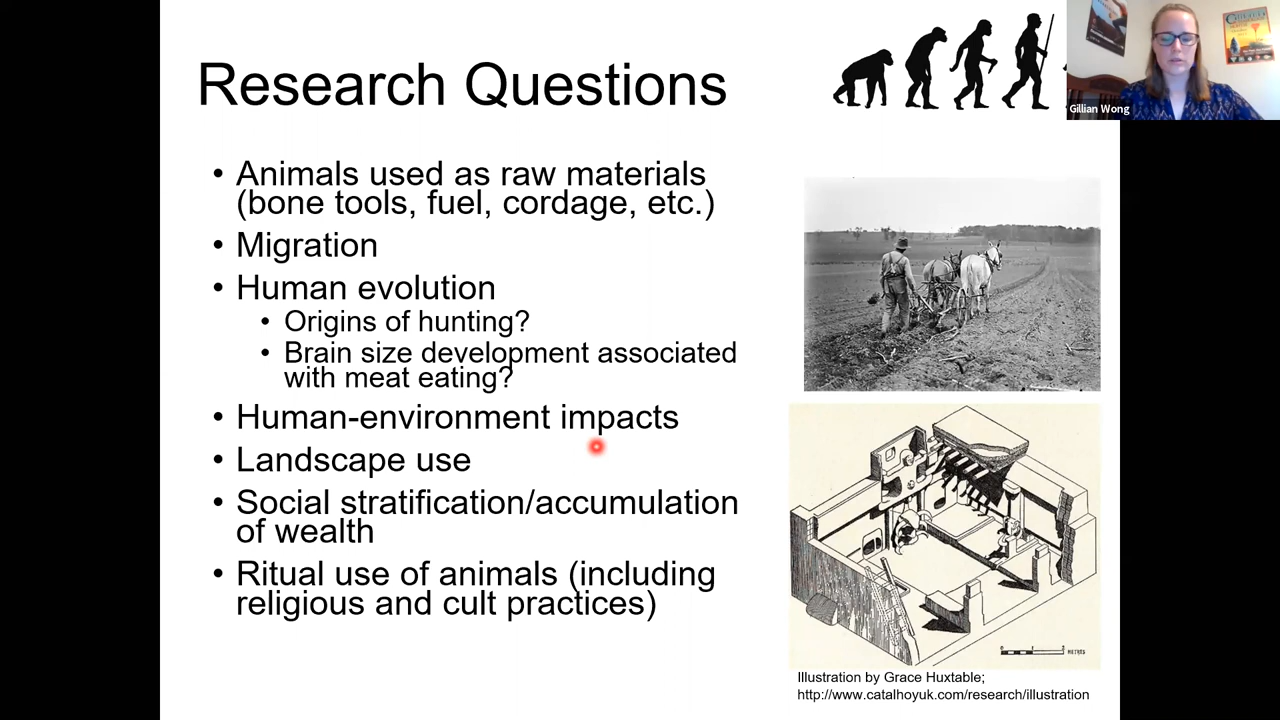 Research Questions
Gillian Wong
• Animals used as raw materials
(bone tools, fuel, cordage, etc.)
• Migration
• Human evolution
• Origins of hunting?
• Brain size development associated
with meat eating?
• Human-environment impacts
• Landscape use
• Social stratification/accumulation
of wealth
• Ritual use of animals (including
religious and cult practices)
METRES
Illustration by Grace Huxtable;
http://www.catalhoyuk.com/research/illustration